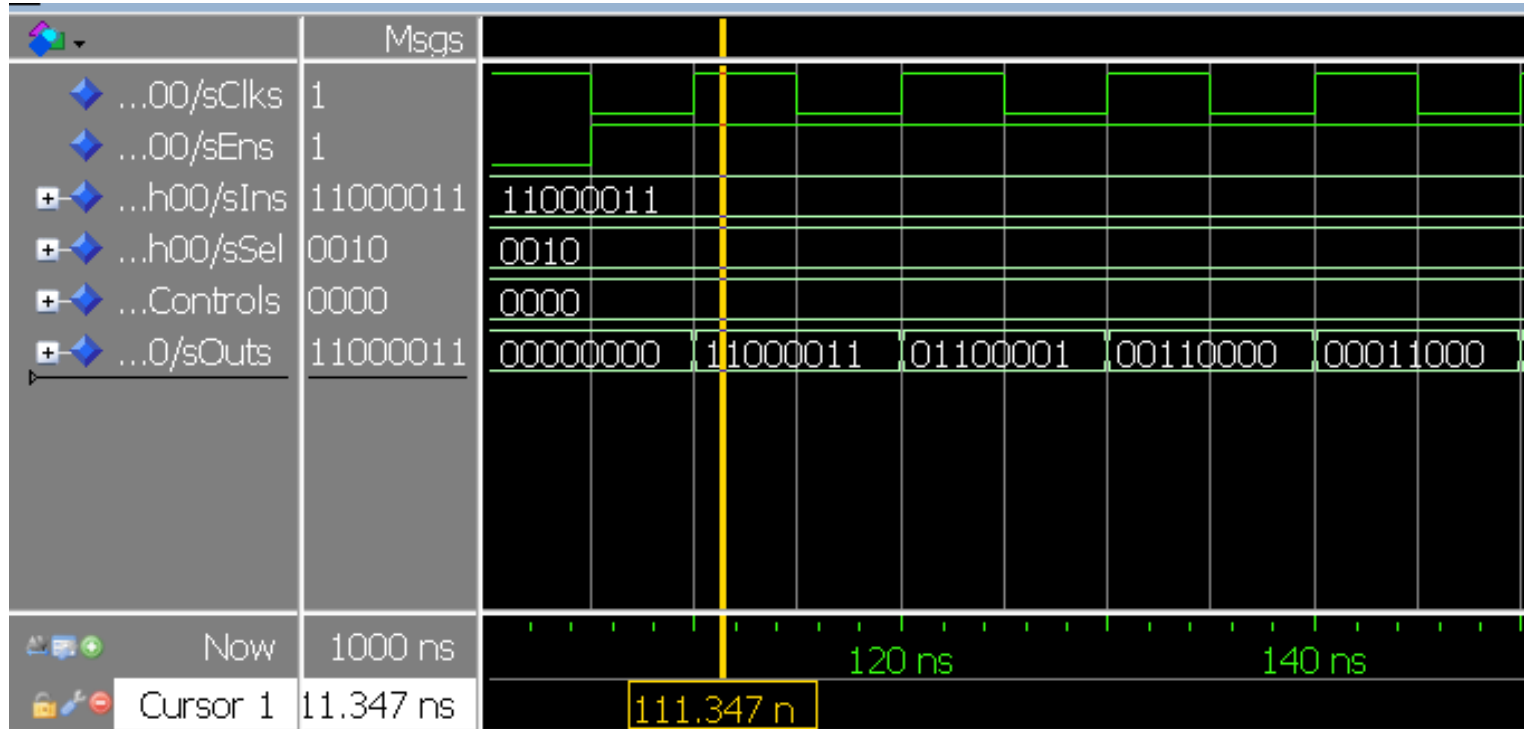 Msgs
...00/sClks 1
...00/sEns 1
...h00/sIns 11000011 11000011
...h00/sSel 0010 0010
...Controls 0000 0000
...0/sOuts 11000011 00000000 11000011 01100001 00110000 00011000
Now 1000 ns 120 ns 140 ns
Cursor 1 11.347 ns 111.347 n